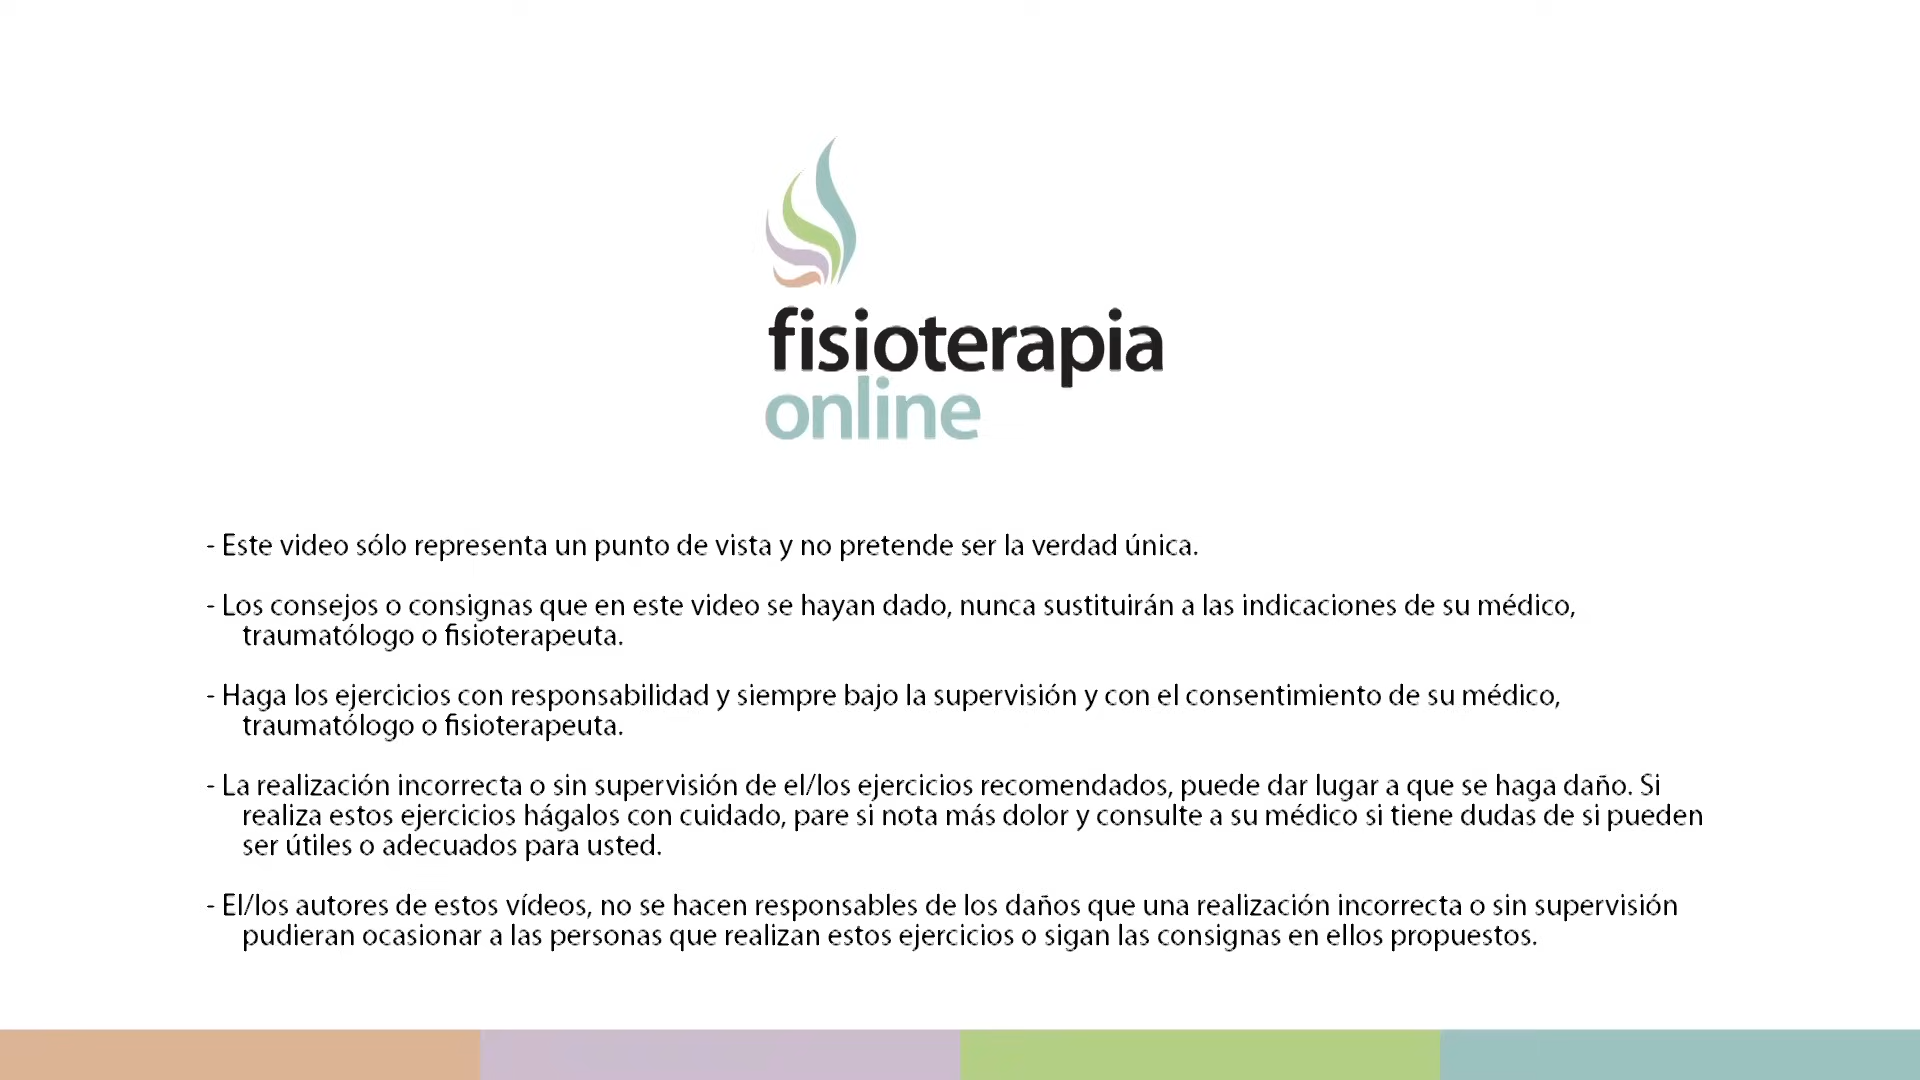 fisioterapia
online
- Este video sólo representa un punto de vista y no pretende ser la verdad única.
- Los consejos o consignas que en este video se hayan dado, nunca sustituirán a las indicaciones de su médico,
traumatólogo o fisioterapeuta.
- Haga los ejercicios con responsabilidad y siempre bajo la supervisión y con el consentimiento de su médico,
traumatólogo o fisioterapeuta.
- La realización incorrecta o sin supervisión de el/los ejercicios recomendados, puede dar lugar a que se haga daño. Si
realiza estos ejercicios hágalos con cuidado, pare si nota más dolor y consulte a su médico si tiene dudas de si pueden
ser útiles o adecuados para usted.
- El/los autores de estos vídeos, no se hacen responsables de los daños que una realización incorrecta o sin supervisión
pudieran ocasionar a las personas que realizan estos ejercicios o sigan las consignas en ellos propuestos.